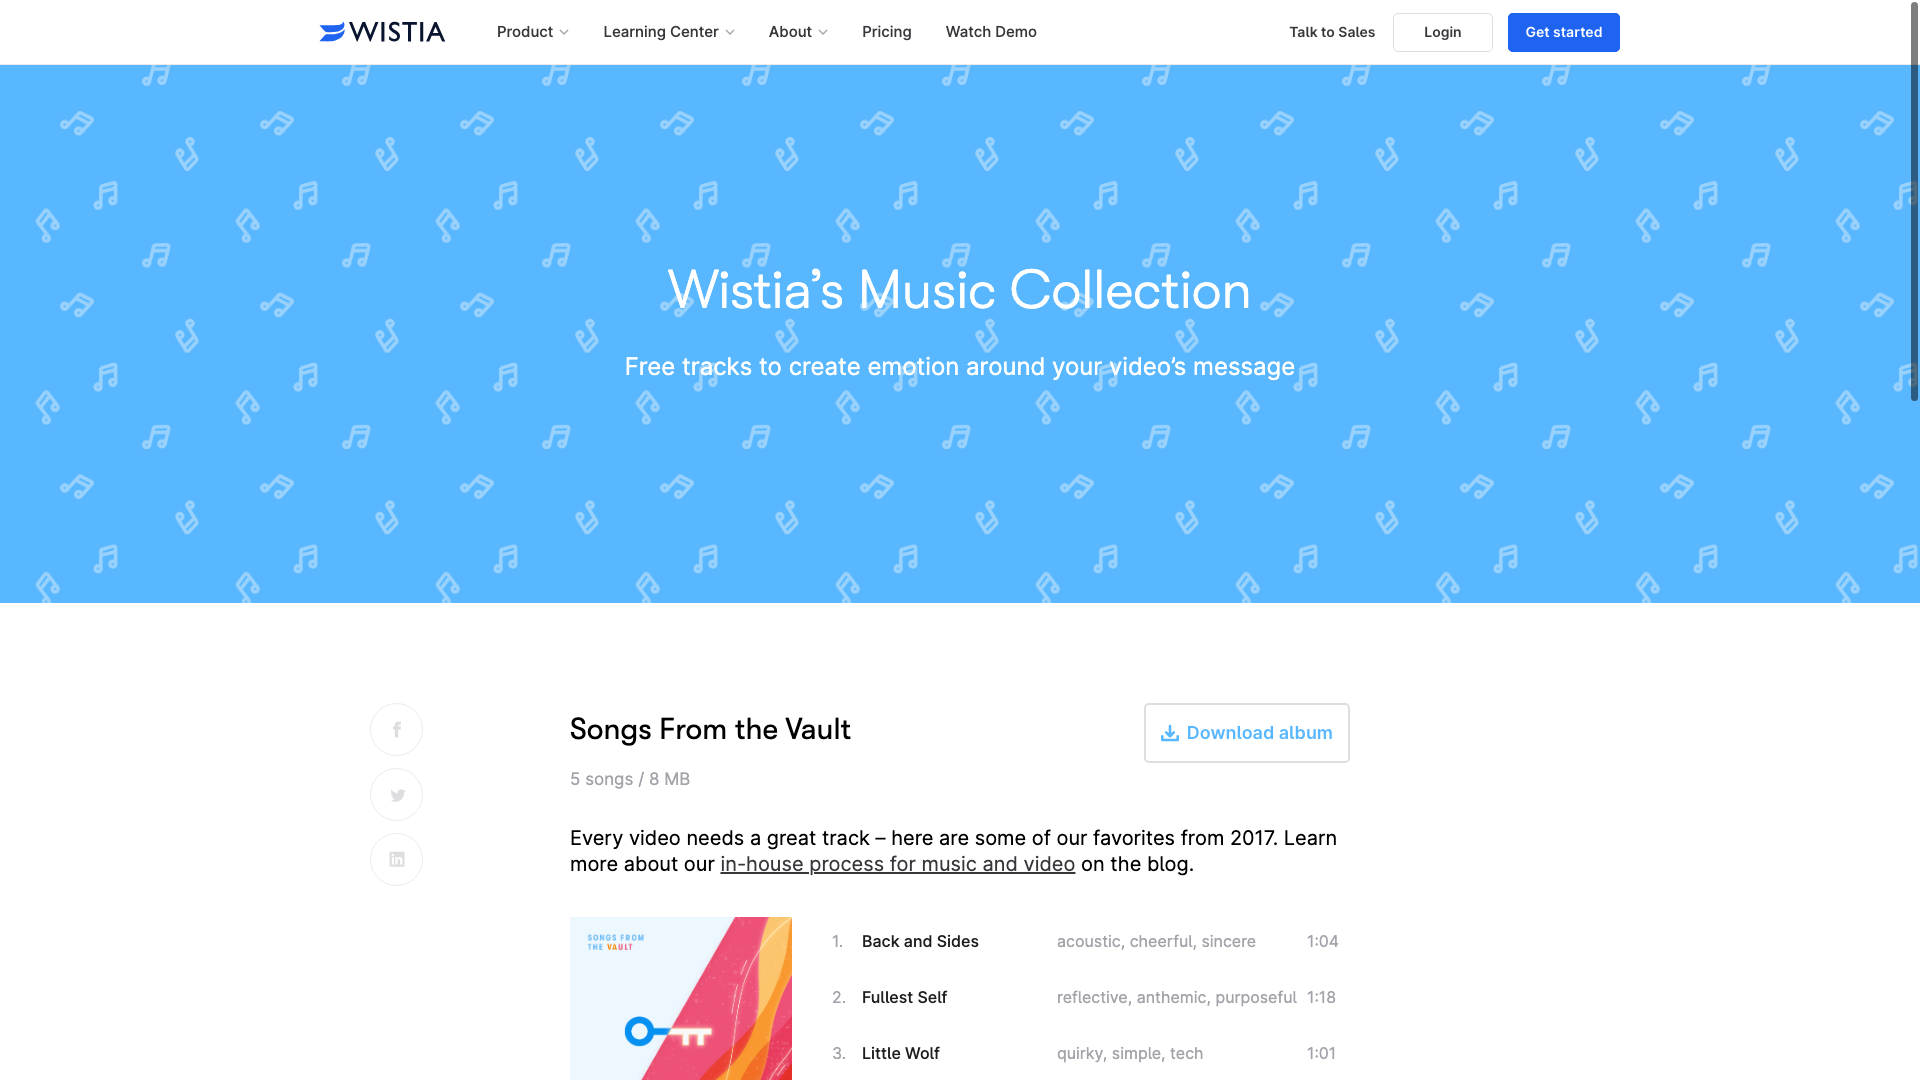 WISTIA
Product
Learning Center
About
Pricing
Watch Demo
Talk to Sales
Login
Get started
Wistia’s Music Collection
Free tracks to create emotion around your video’s message
Songs From the Vault
Download album
5 songs / 8 MB
Every video needs a great track – here are some of our favorites from 2017. Learn
more about our in-house process for music and video on the blog.
SONGS FROM
THE VAULT
1. Back and Sides acoustic, cheerful, sincere 1:04
2. Fullest Self reflective, anthemic, purposeful 1:18
3. Little Wolf quirky, simple, tech 1:01